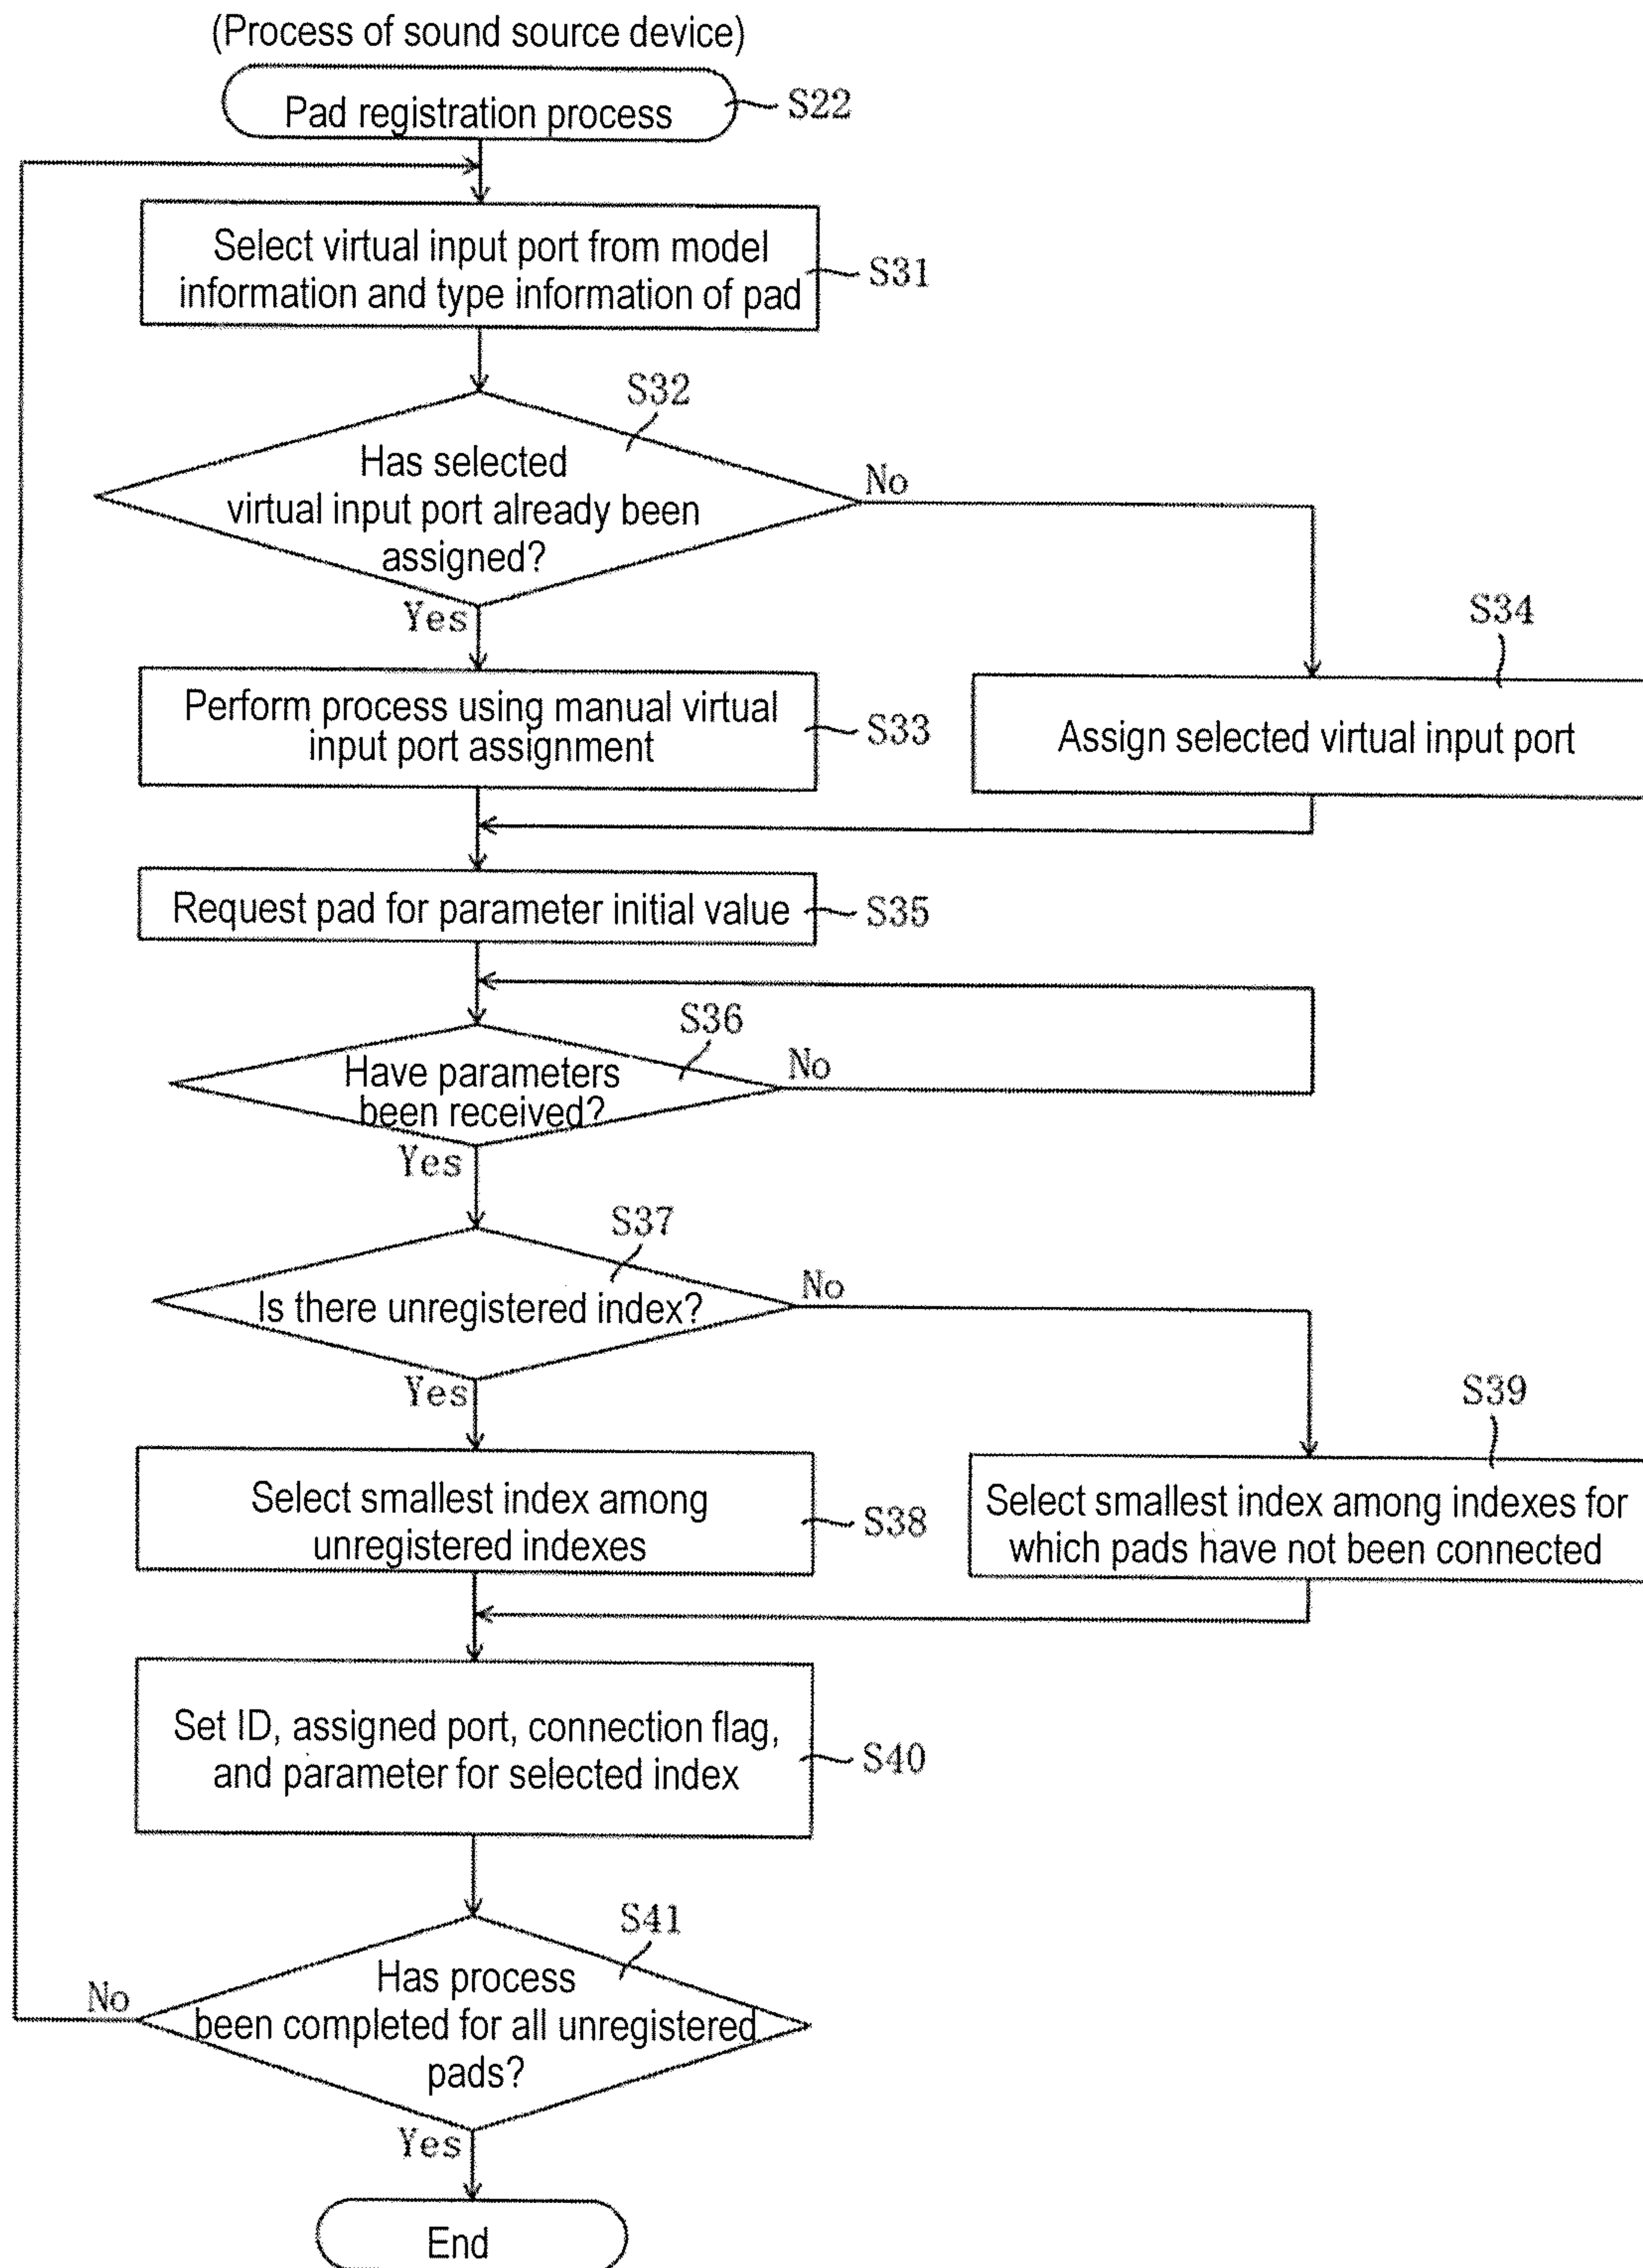 (Process of sound source device)
Pad registration process
S22
Select virtual input port from model
information and type information of pad
S31
S32
Has selected
virtual input port already been
assigned?
No
Yes
S34
Perform process using manual virtual
input port assignment
S33
Assign selected virtual input port
Request pad for parameter initial value
S35
S36
Have parameters
been received?
No
Yes
S37
Is there unregistered index?
No
Yes
S39
Select smallest index among
unregistered indexes
S38
Select smallest index among indexes for
which pads have not been connected
Set ID, assigned port, connection flag,
and parameter for selected index
S40
S41
Has process
been completed for all unregistered
pads?
No
Yes
End